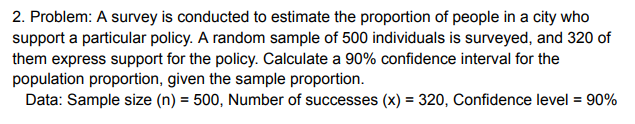 2. Problem: A survey is conducted to estimate the proportion of people in a city who
support a particular policy. A random sample of 500 individuals is surveyed, and 320 of
them express support for the policy. Calculate a 90% confidence interval for the
population proportion, given the sample proportion.
Data: Sample size (n) = 500, Number of successes (x) = 320, Confidence level = 90%